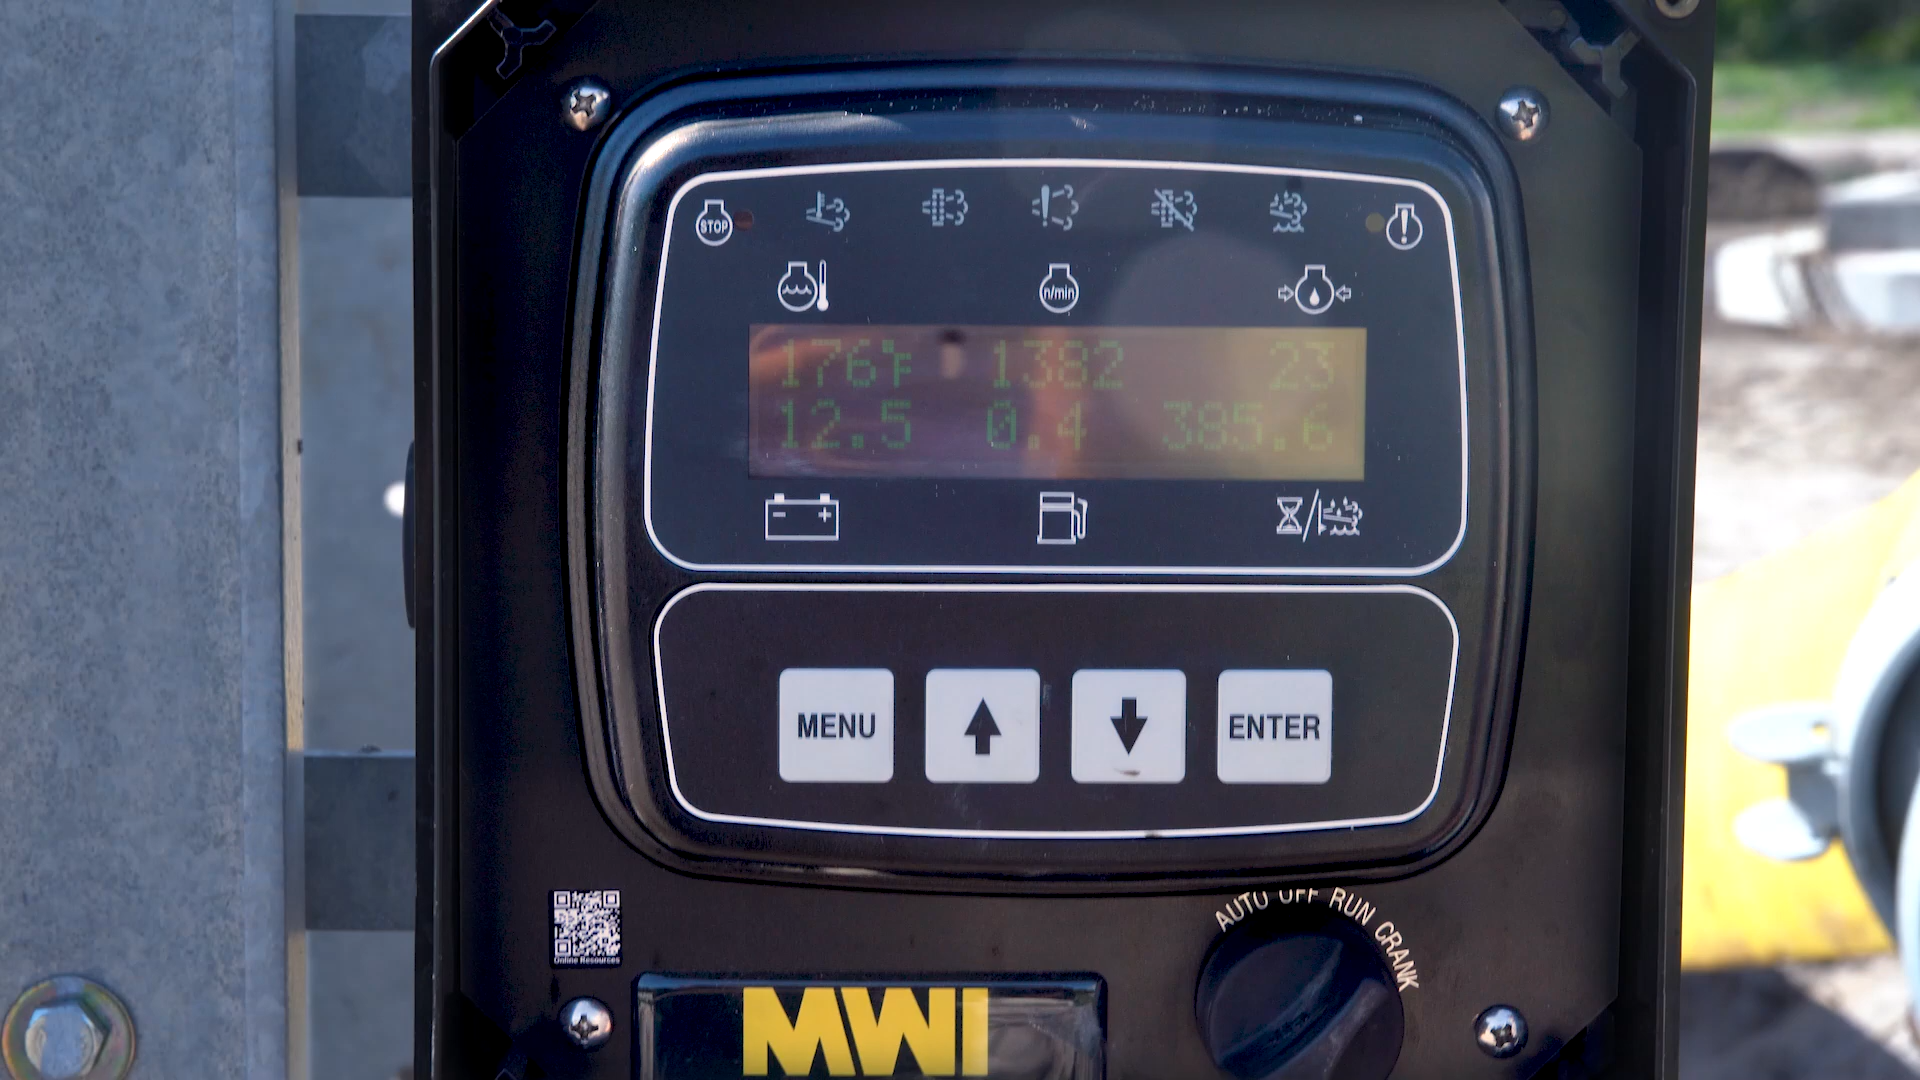 STOP
n/min
176°F 1382 23
12.5 0.4 385.6
MENU ENTER
AUTO OFF RUN CRANK
Online Resources
MWI